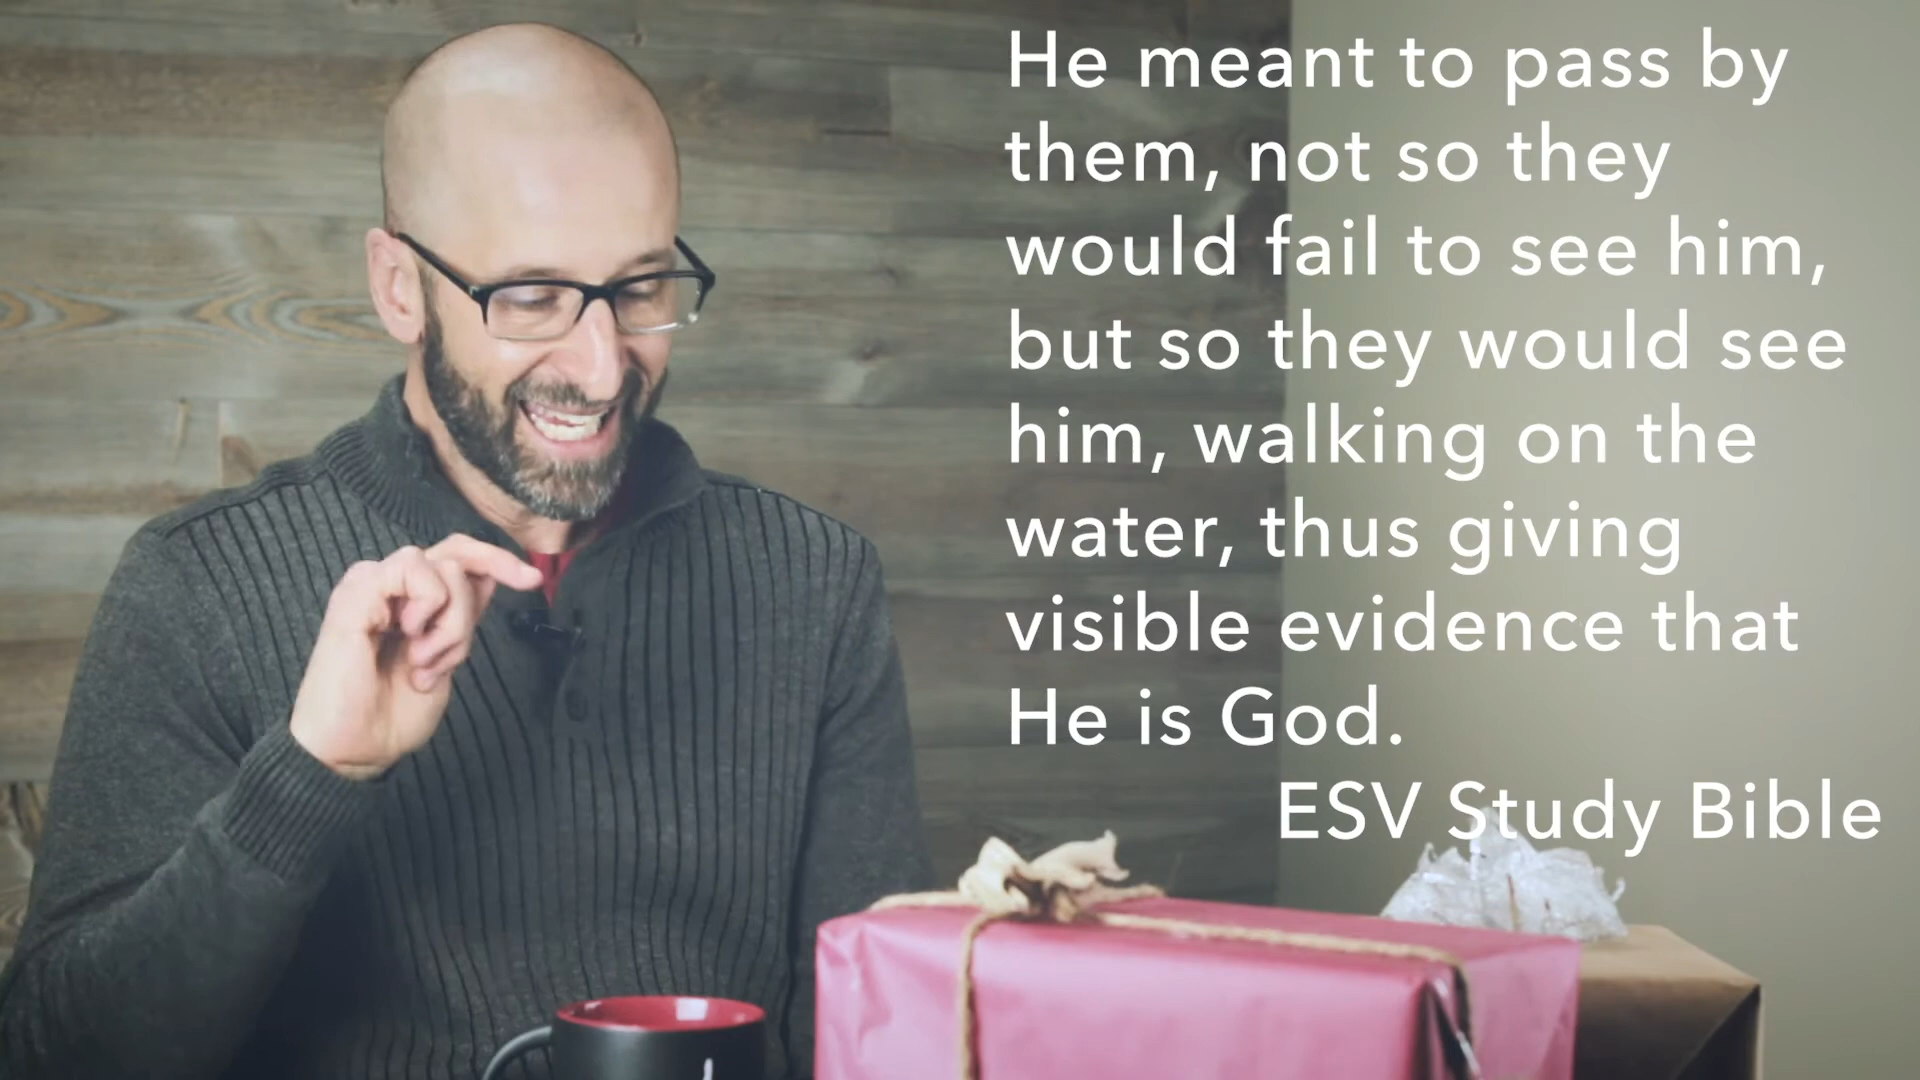 He meant to pass by
them, not so they
would fail to see him,
but so they would see
him, walking on the
water, thus giving
visible evidence that
He is God.
ESV Study Bible